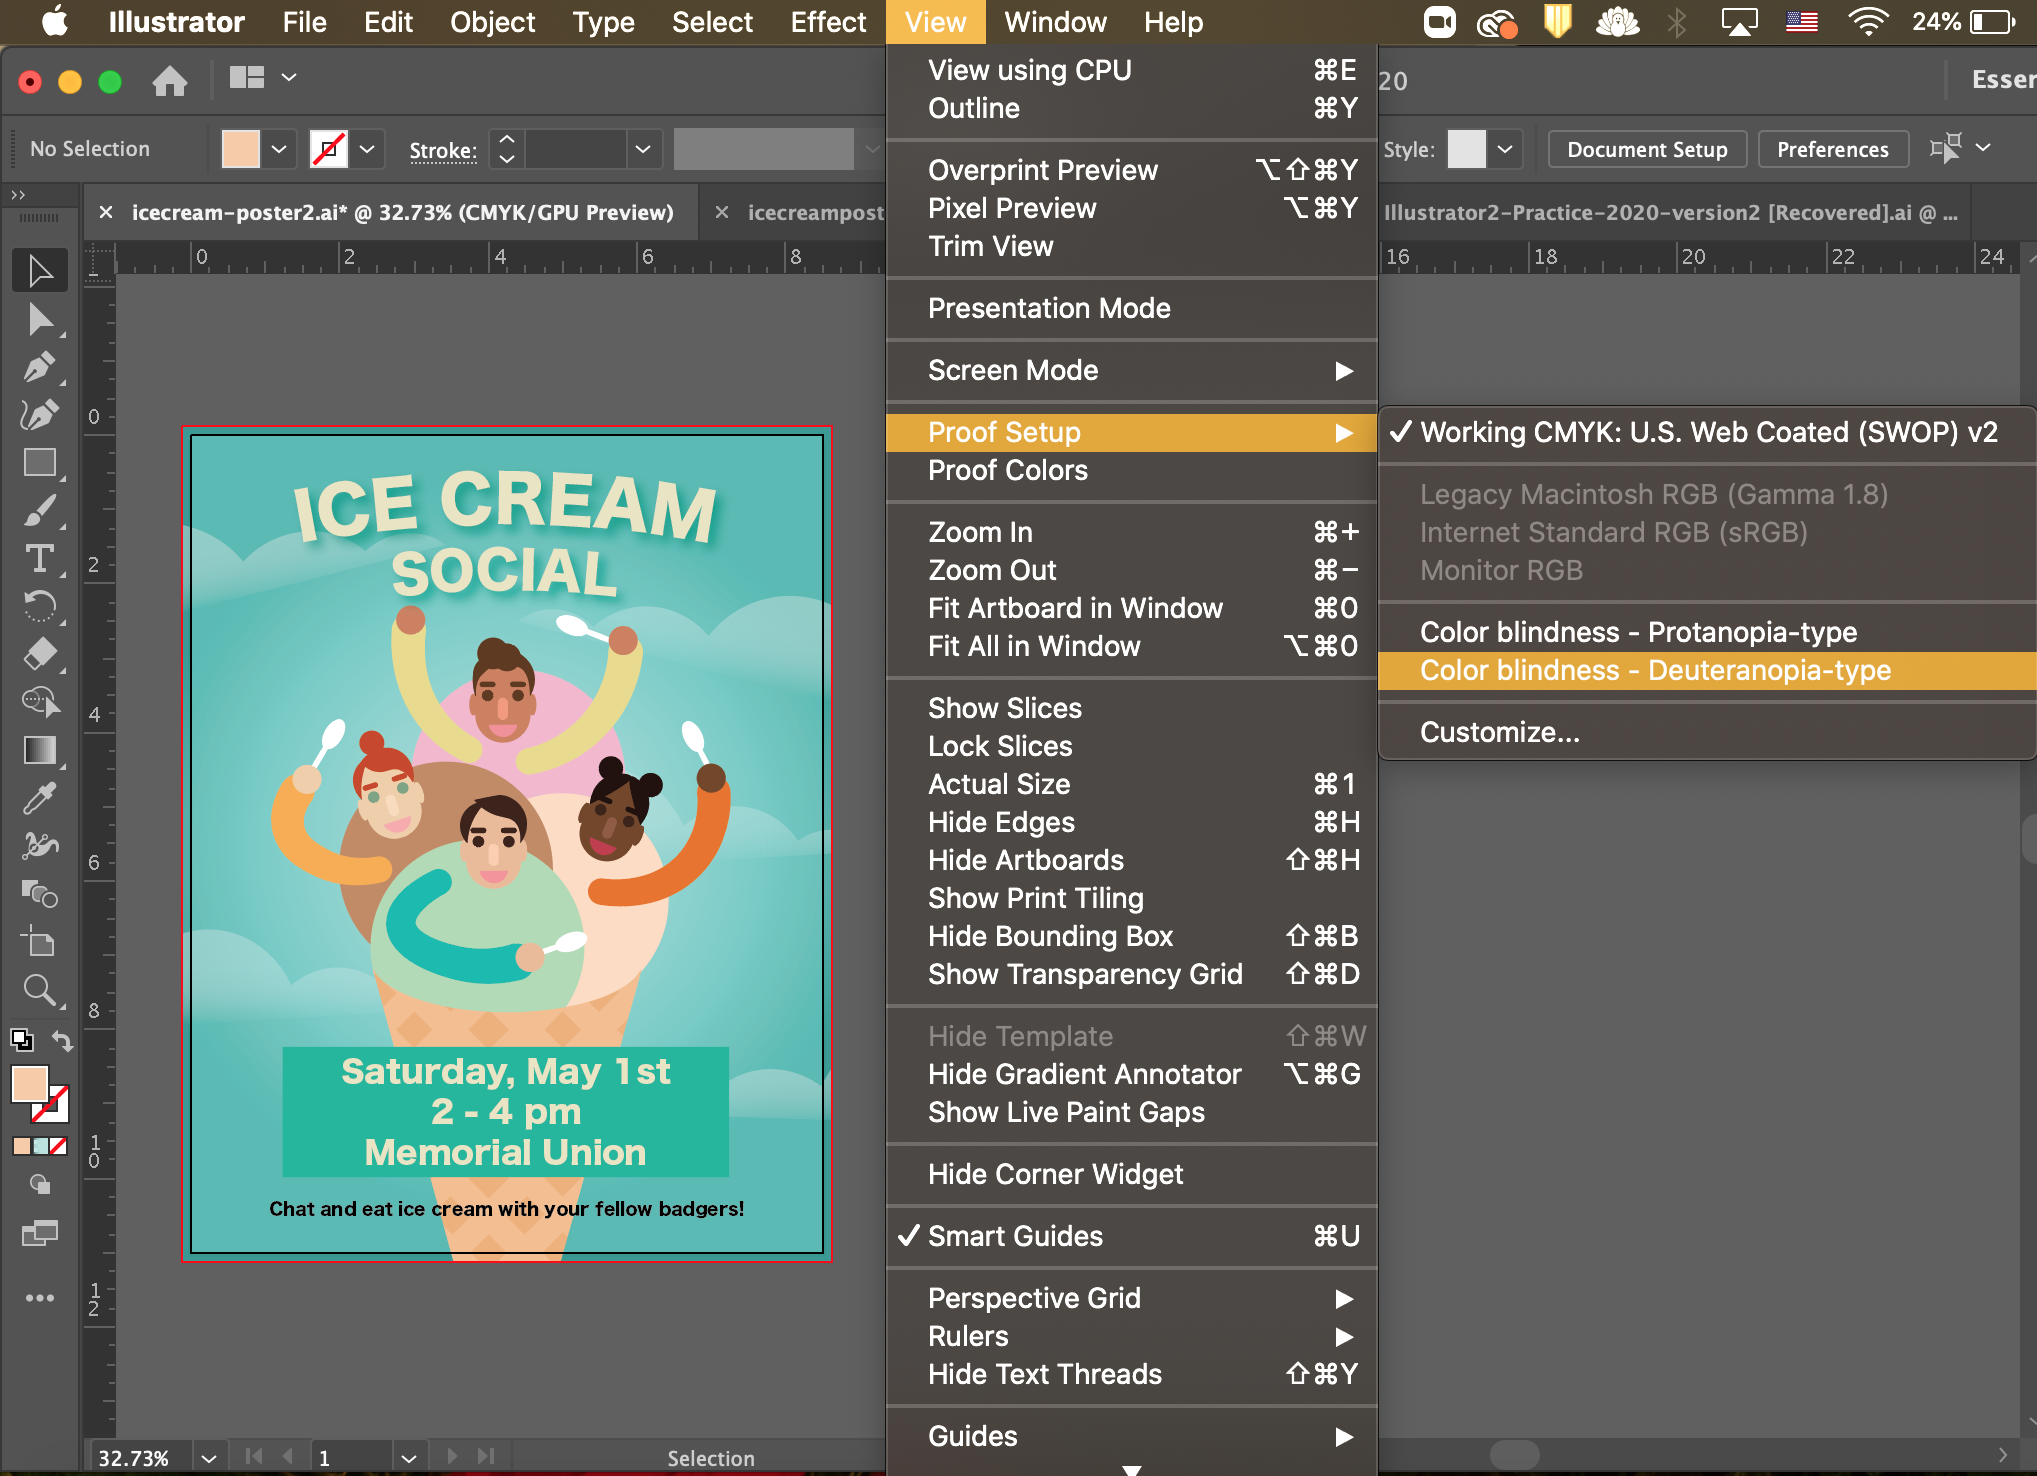 Illustrator File Edit Object Type Select Effect View Window Help 24%
20 Esser
No Selection Stroke: Style: Document Setup Preferences
icecream-poster2.ai* @ 32.73% (CMYK/GPU Preview) icecreampost Illustrator2-Practice-2020-version2 [Recovered].ai @ ...
0 2 4 6 8 16 18 20 22 24
0
2
4
6
8
10
12
ICE CREAM
SOCIAL
Saturday, May 1st
2 - 4 pm
Memorial Union
Chat and eat ice cream with your fellow badgers!
View using CPU ⌘E
Outline ⌘Y
Overprint Preview ⌥⇧⌘Y
Pixel Preview ⌥⌘Y
Trim View
Presentation Mode
Screen Mode
Proof Setup
Proof Colors
Zoom In ⌘+
Zoom Out ⌘−
Fit Artboard in Window ⌘0
Fit All in Window ⌥⌘0
Show Slices
Lock Slices
Actual Size ⌘1
Hide Edges ⌘H
Hide Artboards ⇧⌘H
Show Print Tiling
Hide Bounding Box ⇧⌘B
Show Transparency Grid ⇧⌘D
Hide Template ⇧⌘W
Hide Gradient Annotator ⌥⌘G
Show Live Paint Gaps
Hide Corner Widget
✓ Smart Guides ⌘U
Perspective Grid
Rulers
Hide Text Threads ⇧⌘Y
Guides
✓ Working CMYK: U.S. Web Coated (SWOP) v2
Legacy Macintosh RGB (Gamma 1.8)
Internet Standard RGB (sRGB)
Monitor RGB
Color blindness - Protanopia-type
Color blindness - Deuteranopia-type
Customize...
32.73% 1 Selection